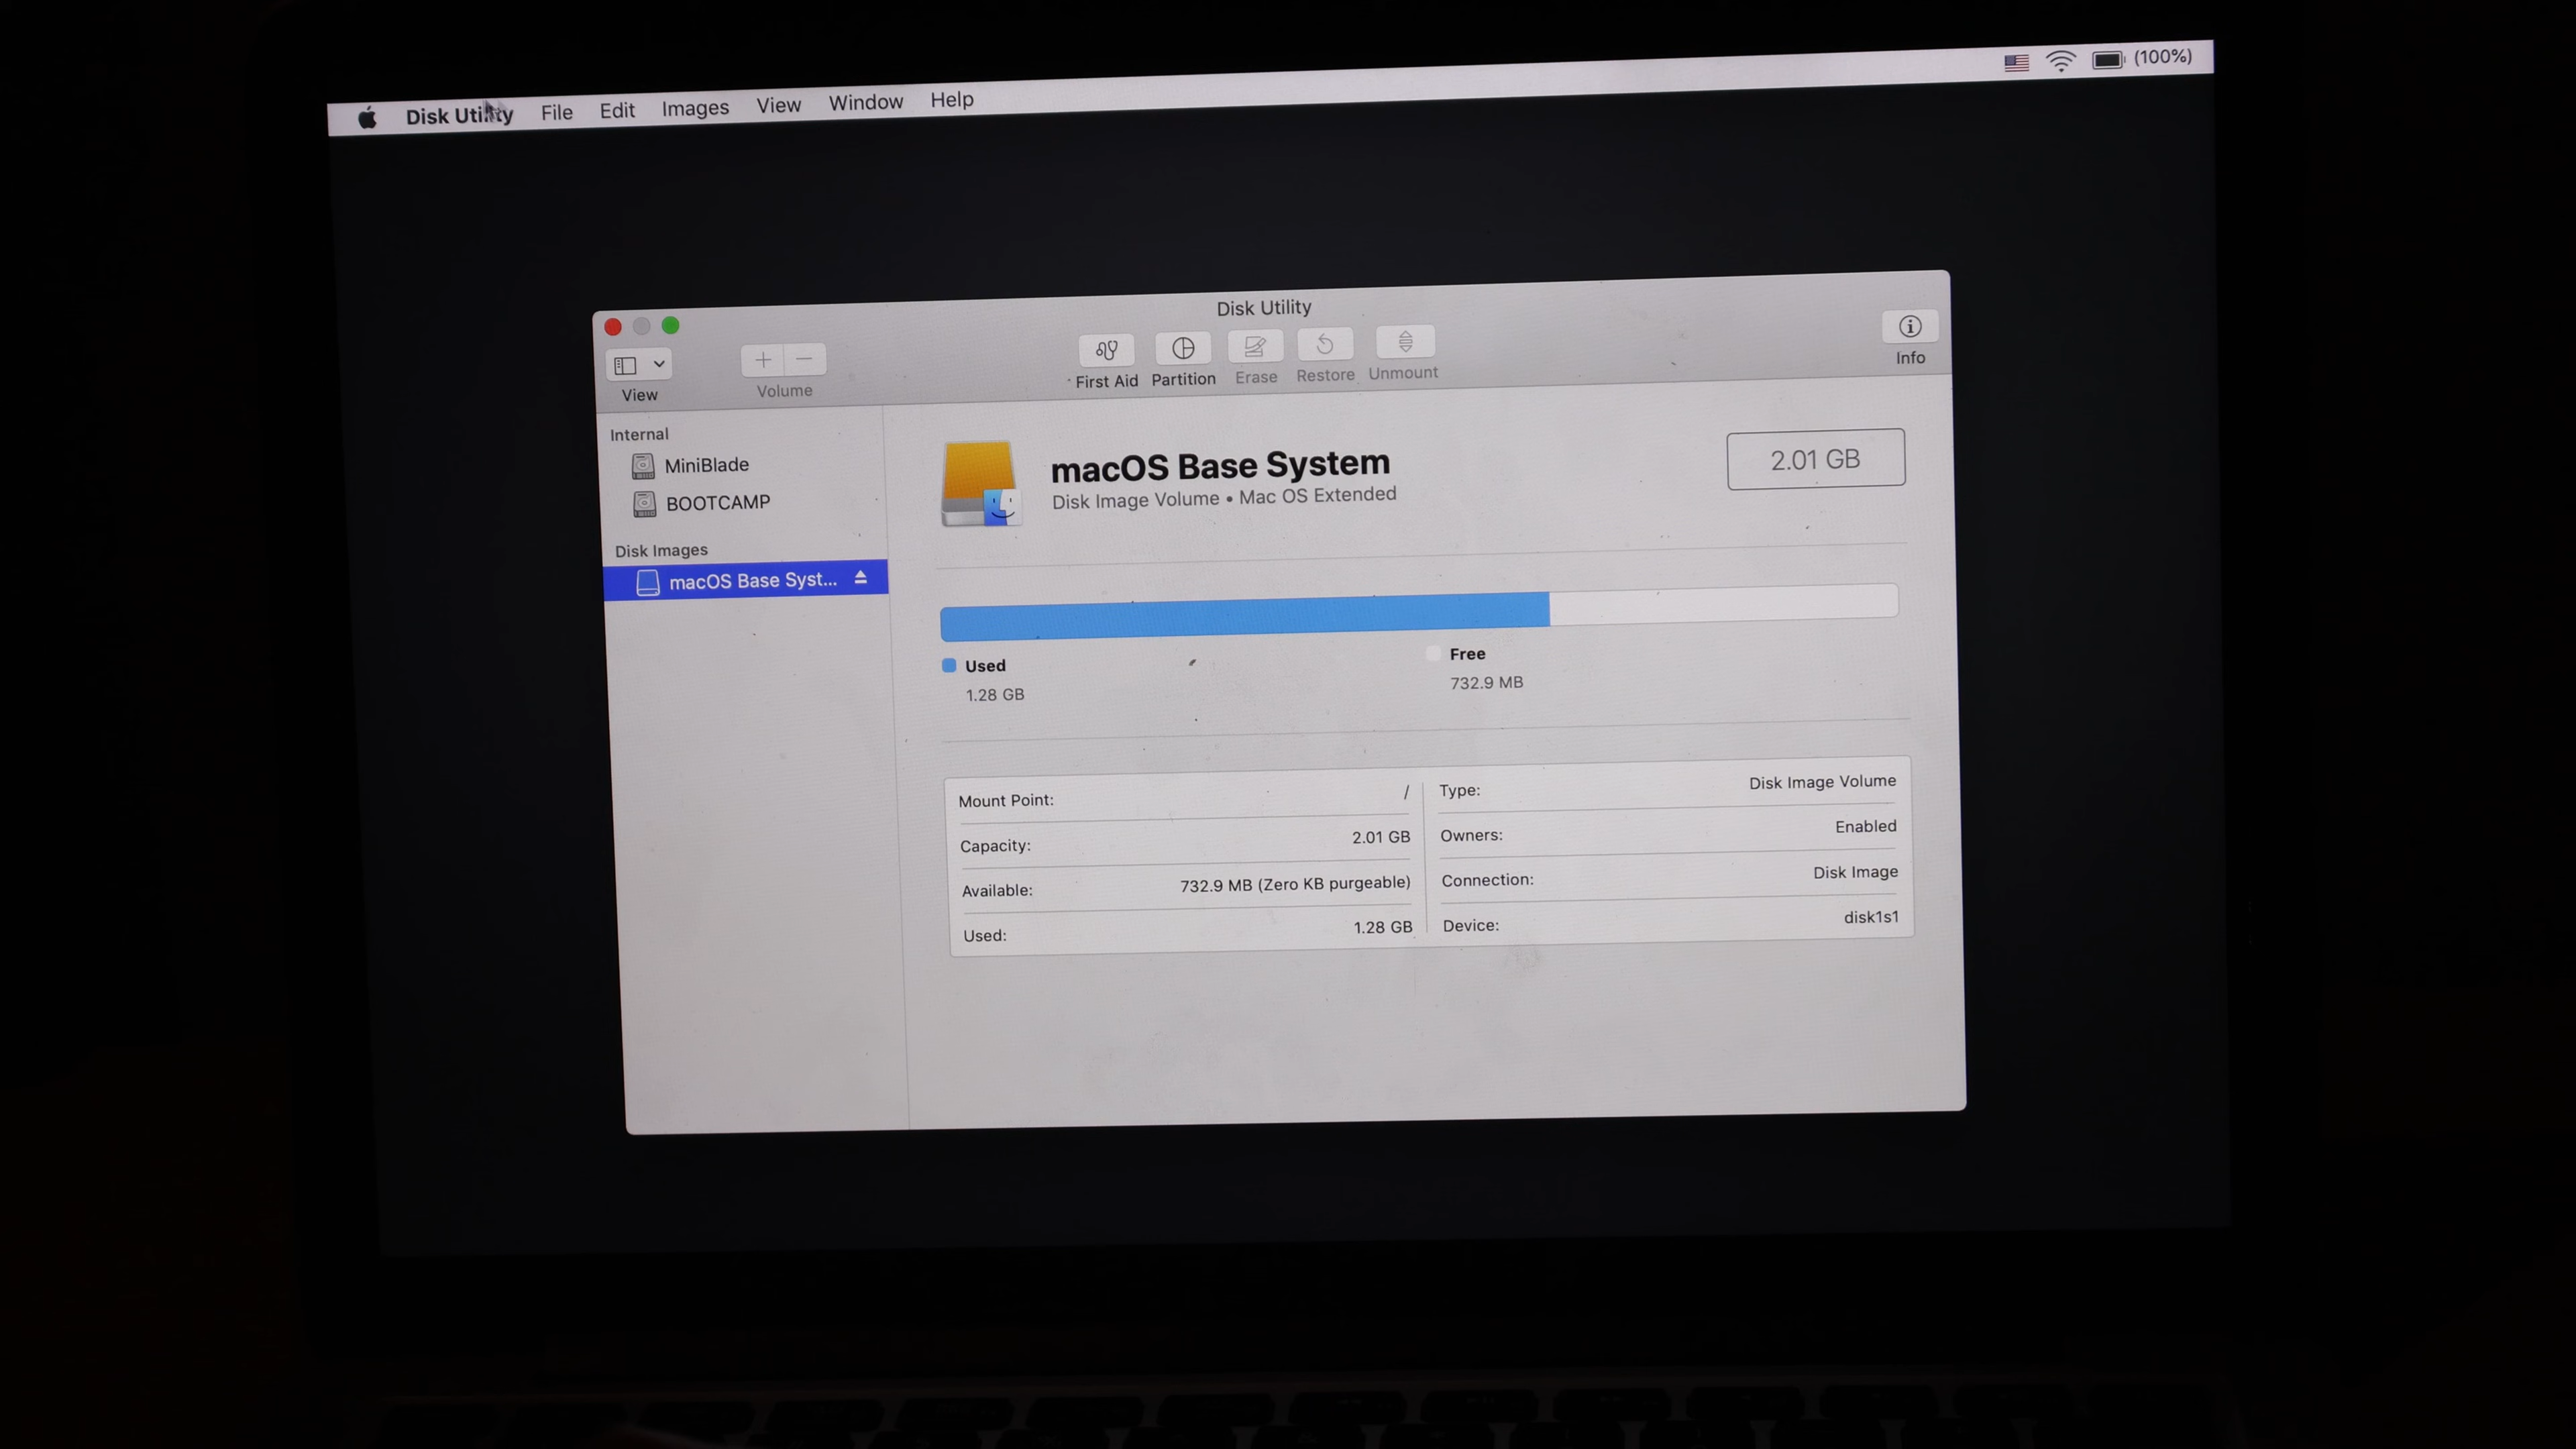 Disk Utility File Edit Images View Window Help (100%)
Disk Utility
View
Volume
First Aid Partition Erase Restore Unmount
Info
Internal
MiniBlade
BOOTCAMP
Disk Images
macOS Base Syst...
macOS Base System
Disk Image Volume • Mac OS Extended
2.01 GB
Used
1.28 GB
Free
732.9 MB
Mount Point: /
Capacity: 2.01 GB
Available: 732.9 MB (Zero KB purgeable)
Used: 1.28 GB
Type: Disk Image Volume
Owners: Enabled
Connection: Disk Image
Device: disk1s1